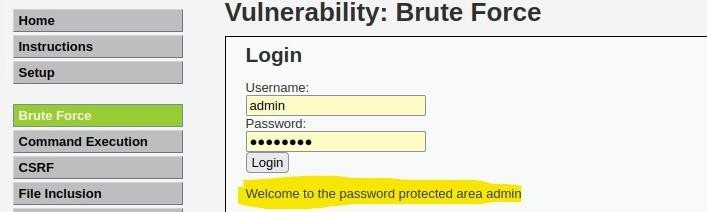 Home
Instructions
Setup
Brute Force
Command Execution
CSRF
File Inclusion
Vulnerability: Brute Force
Login
Username:
admin
Password:
●●●●●●●●
Login
Welcome to the password protected area admin